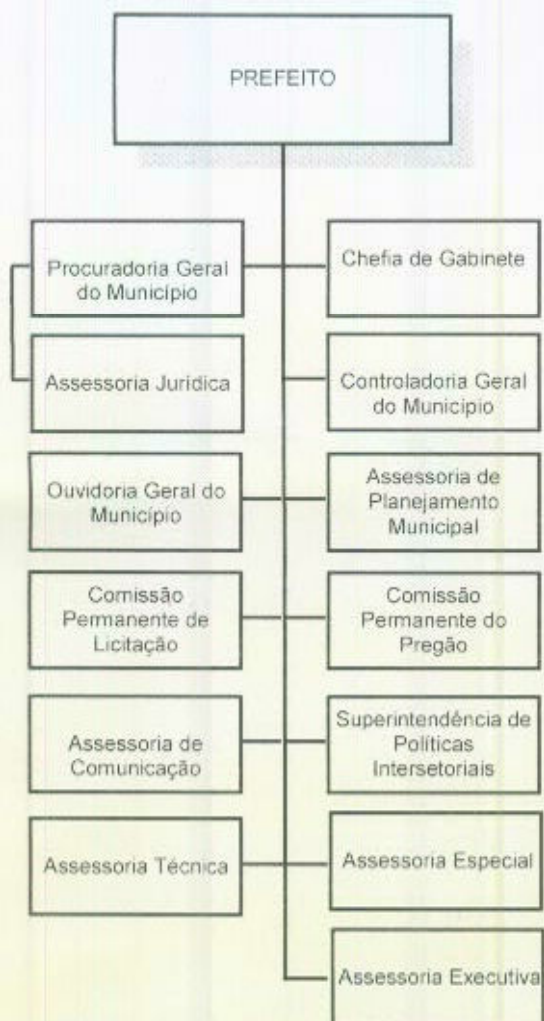 PREFEITO
Procuradoria Geral
do Município
Chefia de Gabinete
Assessoria Jurídica
Controladoria Geral
do Município
Ouvidoria Geral do
Município
Assessoria de
Planejamento
Municipal
Comissão
Permanente de
Licitação
Comissão
Permanente do
Pregão
Assessoria de
Comunicação
Superintendência de
Políticas
Intersetoriais
Assessoria Técnica
Assessoria Especial
Assessoria Executiva